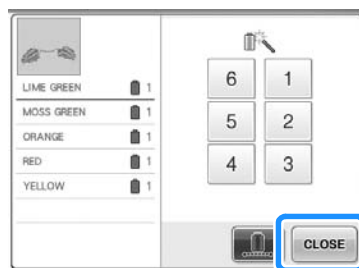 LIME GREEN 1
MOSS GREEN 1
ORANGE 1
RED 1
YELLOW 1
6 1
5 2
4 3
CLOSE